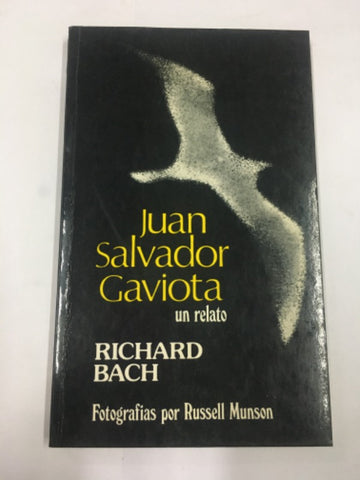 Juan
Salvador
Gaviota
un relato
RICHARD
BACH
Fotografías por Russell Munson